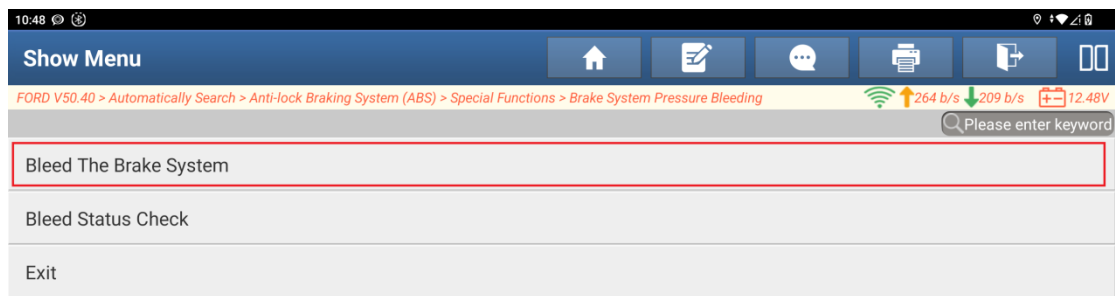 10:48
Show Menu
FORD V50.40 > Automatically Search > Anti-lock Braking System (ABS) > Special Functions > Brake System Pressure Bleeding 264 b/s 209 b/s 12.48V
Please enter keyword
Bleed The Brake System
Bleed Status Check
Exit